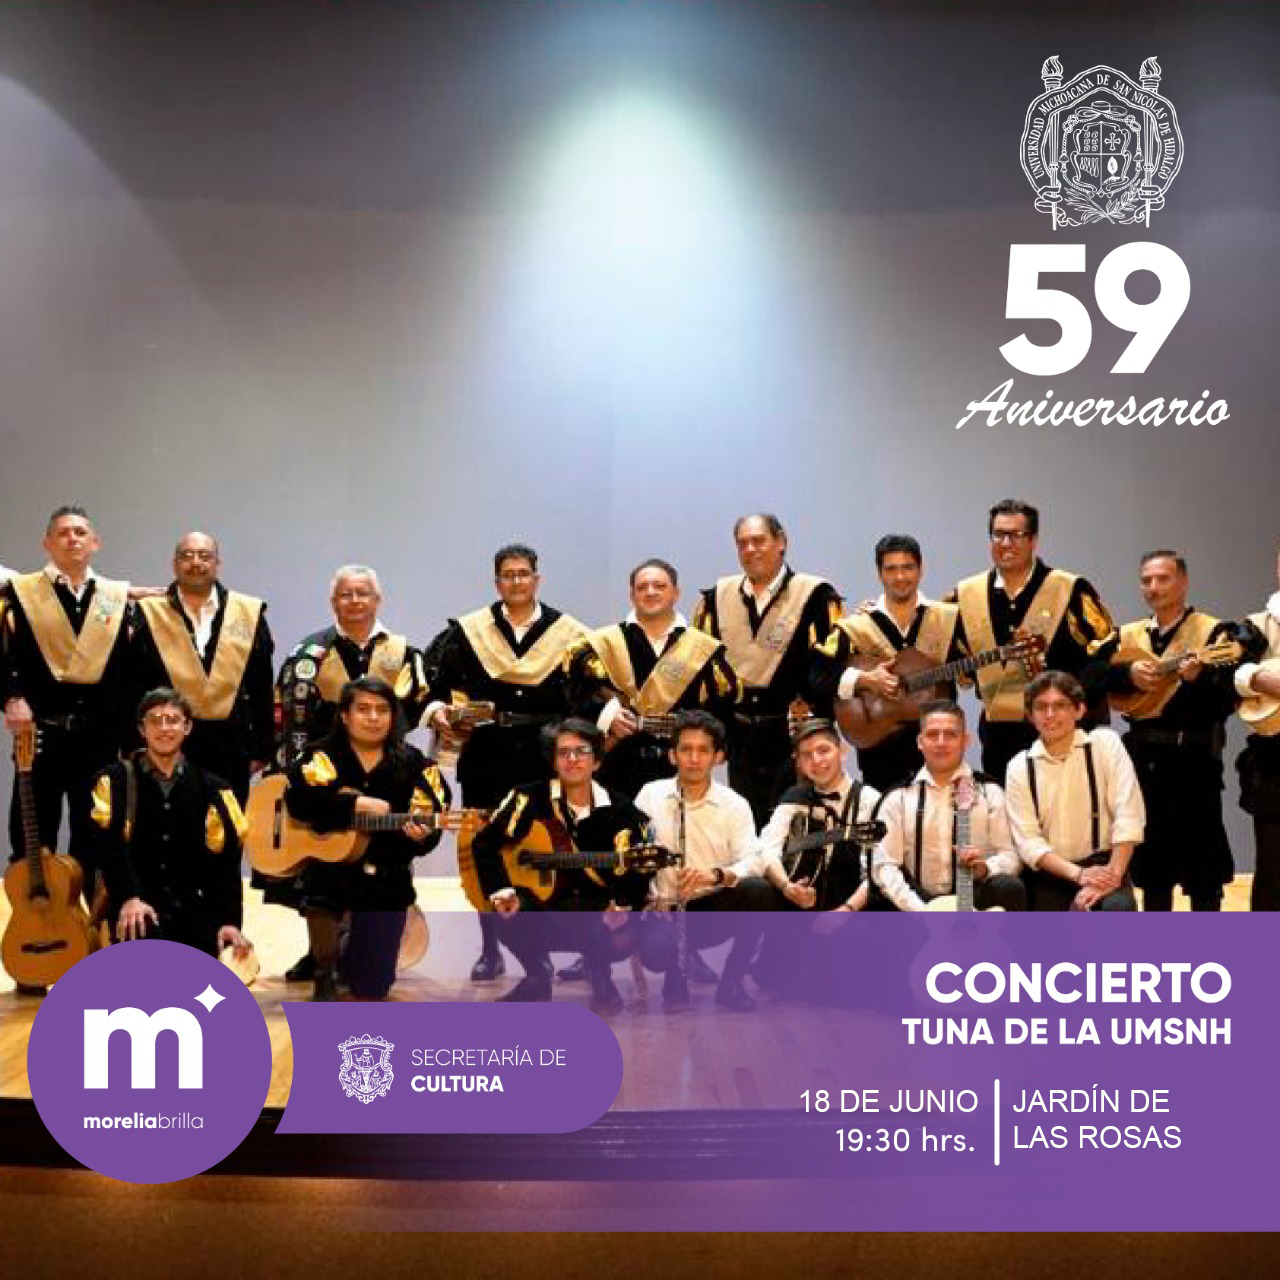 UNIVERSIDAD MICHOACANA DE SAN NICOLAS DE HIDALGO
59
Aniversario
CONCIERTO
TUNA DE LA UMSNH
18 DE JUNIO
19:30 hrs.
JARDÍN DE
LAS ROSAS
m
moreliabrilla
SECRETARÍA DE
CULTURA